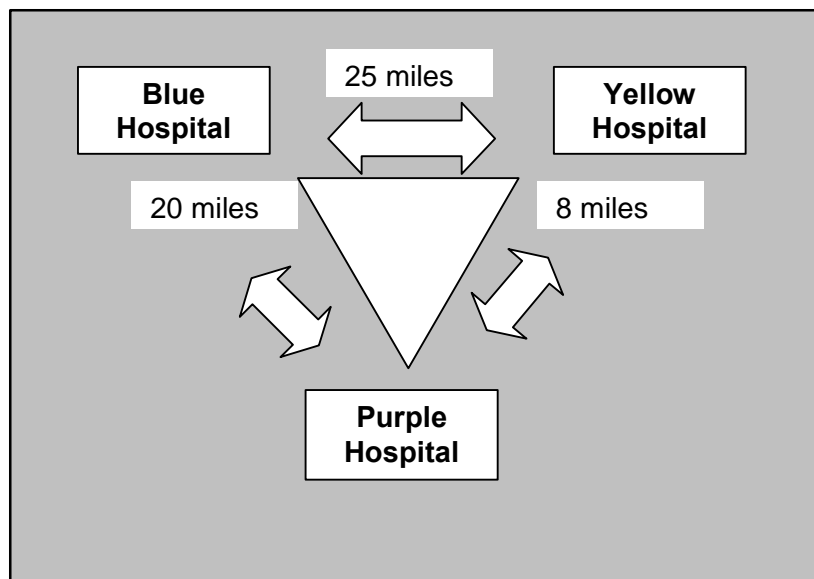 25 miles
Blue
Hospital
Yellow
Hospital
20 miles
8 miles
Purple
Hospital